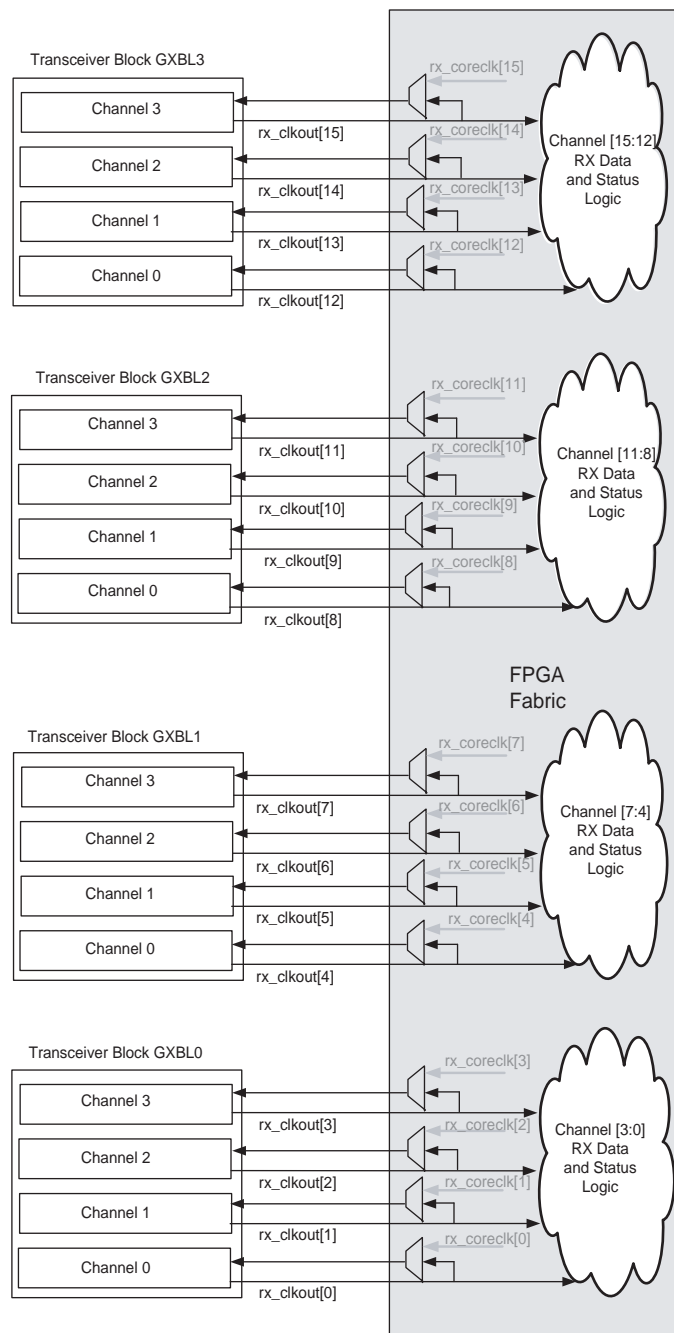 Transceiver Block GXBL3
rx_coreclk[15]
Channel 3
rx_clkout[15]
rx_coreclk[14]
Channel 2
rx_clkout[14]
rx_coreclk[13]
Channel 1
rx_clkout[13]
rx_coreclk[12]
Channel 0
rx_clkout[12]
Channel [15:12]
RX Data
and Status
Logic
Transceiver Block GXBL2
rx_coreclk[11]
Channel 3
rx_clkout[11]
rx_coreclk[10]
Channel 2
rx_clkout[10]
rx_coreclk[9]
Channel 1
rx_clkout[9]
rx_coreclk[8]
Channel 0
rx_clkout[8]
Channel [11:8]
RX Data
and Status
Logic
FPGA
Fabric
Transceiver Block GXBL1
rx_coreclk[7]
Channel 3
rx_clkout[7]
rx_coreclk[6]
Channel 2
rx_clkout[6]
rx_coreclk[5]
Channel 1
rx_clkout[5]
rx_coreclk[4]
Channel 0
rx_clkout[4]
Channel [7:4]
RX Data
and Status
Logic
Transceiver Block GXBL0
rx_coreclk[3]
Channel 3
rx_clkout[3]
rx_coreclk[2]
Channel 2
rx_clkout[2]
rx_coreclk[1]
Channel 1
rx_clkout[1]
rx_coreclk[0]
Channel 0
rx_clkout[0]
Channel [3:0]
RX Data
and Status
Logic